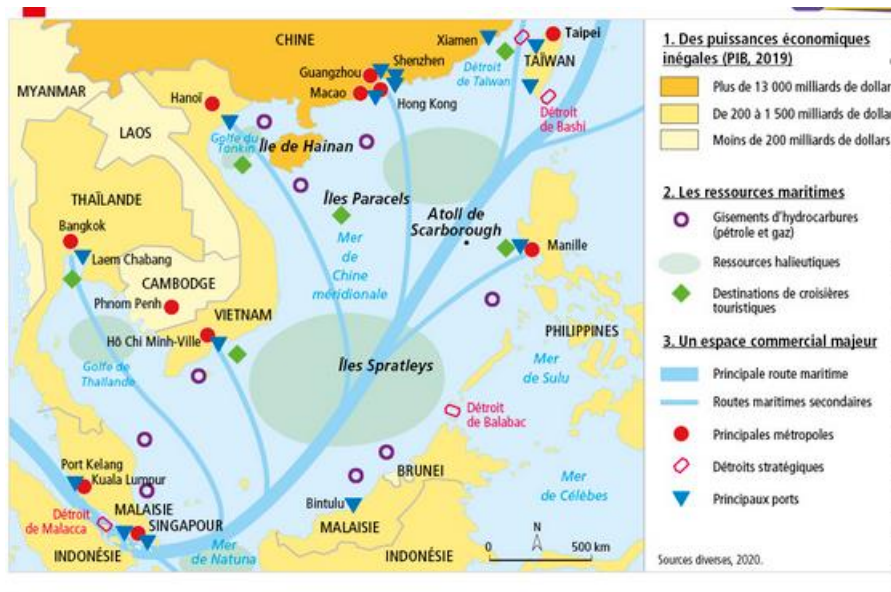 CHINE
Xiamen
Taipei
Détroit
de Taïwan
TAÏWAN
Shenzhen
Guangzhou
Macao
Hong Kong
MYANMAR
Hanoï
LAOS
Golfe du
Tonkin
Île de Hainan
Détroit
de Bashi
THAÏLANDE
Îles Paracels
Bangkok
Atoll de
Scarborough
Laem Chabang
Mer
de
Chine
méridionale
Manille
CAMBODGE
Phnom Penh
VIETNAM
Hô Chi Minh-Ville
PHILIPPINES
Îles Spratleys
Mer
de Sulu
Golfe de
Thaïlande
Détroit
de Balabac
Port Kelang
Kuala Lumpur
BRUNEI
Mer
de Célèbes
Bintulu
MALAISIE
MALAISIE
Détroit
de Malacca
SINGAPOUR
INDONÉSIE
Mer
de Natuna
INDONÉSIE
N
0 500 km
1. Des puissances économiques
inégales (PIB, 2019)
Plus de 13 000 milliards de dollar
De 200 à 1 500 milliards de dolla
Moins de 200 milliards de dollars
2. Les ressources maritimes
Gisements d'hydrocarbures
(pétrole et gaz)
Ressources halieutiques
Destinations de croisières
touristiques
3. Un espace commercial majeur
Principale route maritime
Routes maritimes secondaires
Principales métropoles
Détroits stratégiques
Principaux ports
Sources diverses, 2020.